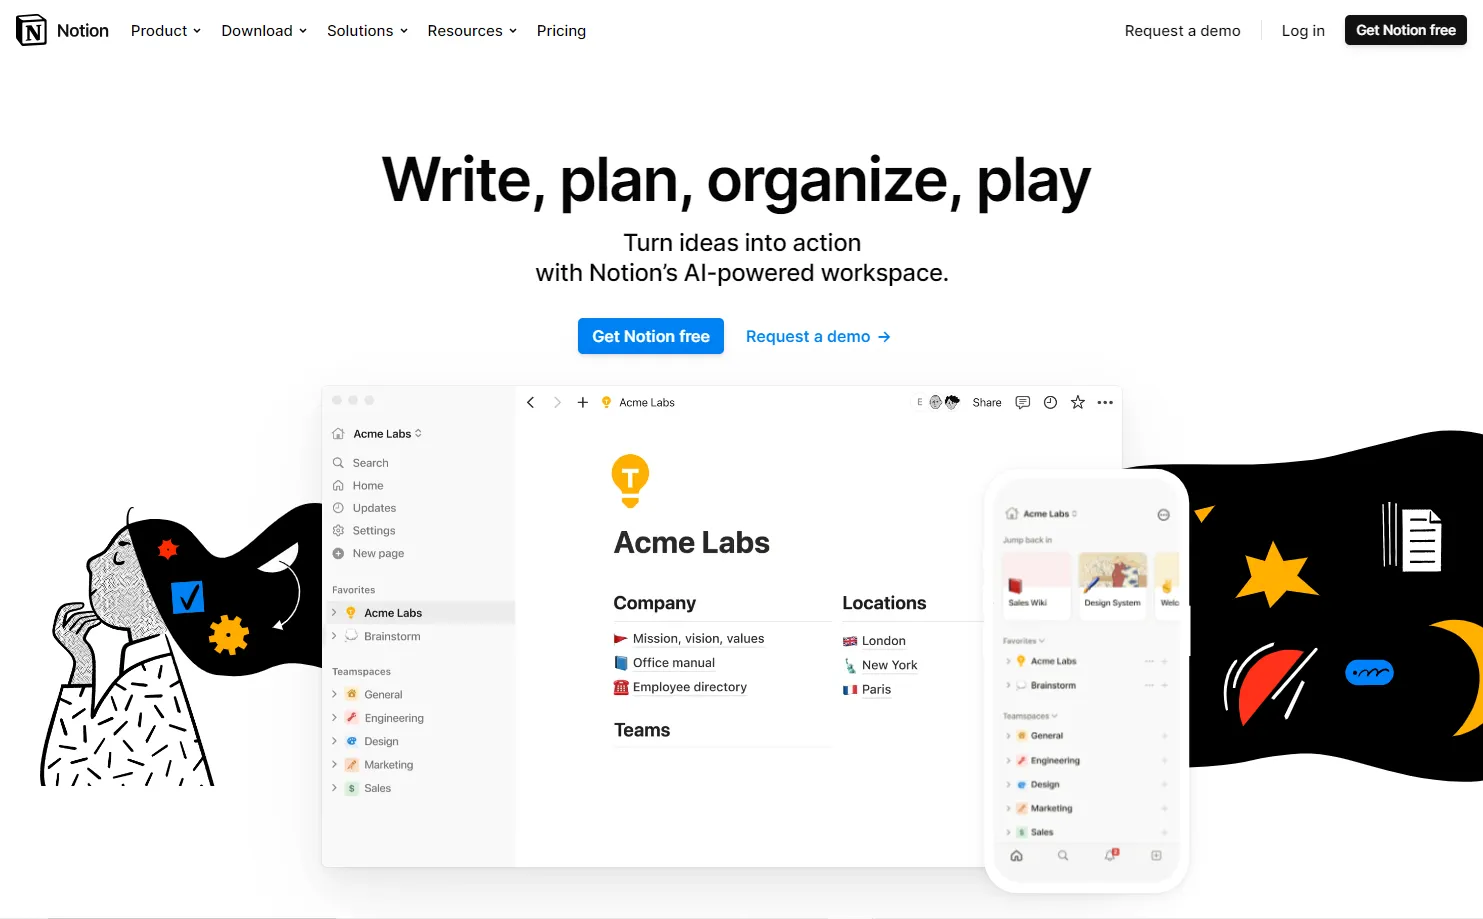 Notion Product Download Solutions Resources Pricing Request a demo Log in Get Notion free
Write, plan, organize, play
Turn ideas into action
with Notion’s AI-powered workspace.
Get Notion free Request a demo →
Acme Labs
Search
Home
Updates
Settings
New page
Favorites
Acme Labs
Brainstorm
Teamspaces
General
Engineering
Design
Marketing
$ Sales
Acme Labs E Share
T
Acme Labs
Company
Mission, vision, values
Office manual
Employee directory
Teams
Locations
London
New York
Paris
Acme Labs
Jump back in
Sales Wiki Design System Welc
Favorites
Acme Labs
Brainstorm
Teamspaces
General
Engineering
Design
Marketing
$ Sales